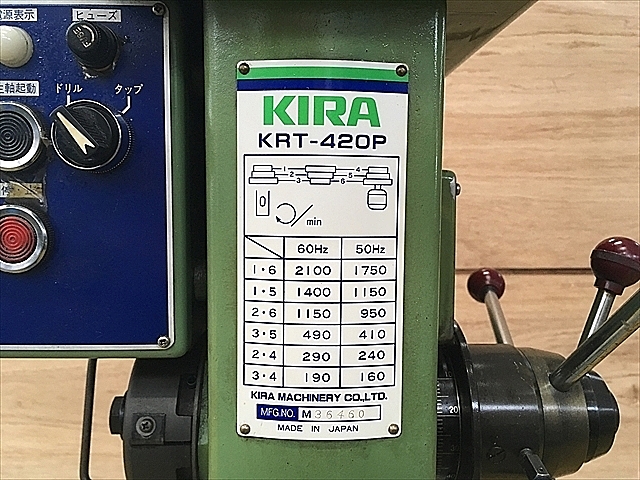 電源表示
ヒューズ
主軸起動
ドリル
タップ
停
KIRA
KRT-420P
1
2
3
4
5
6
/min
60Hz 50Hz
1・6 2100 1750
1・5 1400 1150
2・6 1150 950
3・5 490 410
2・4 290 240
3・4 190 160
KIRA MACHINERY CO.,LTD.
MFG.NO. M36460
MADE IN JAPAN
20